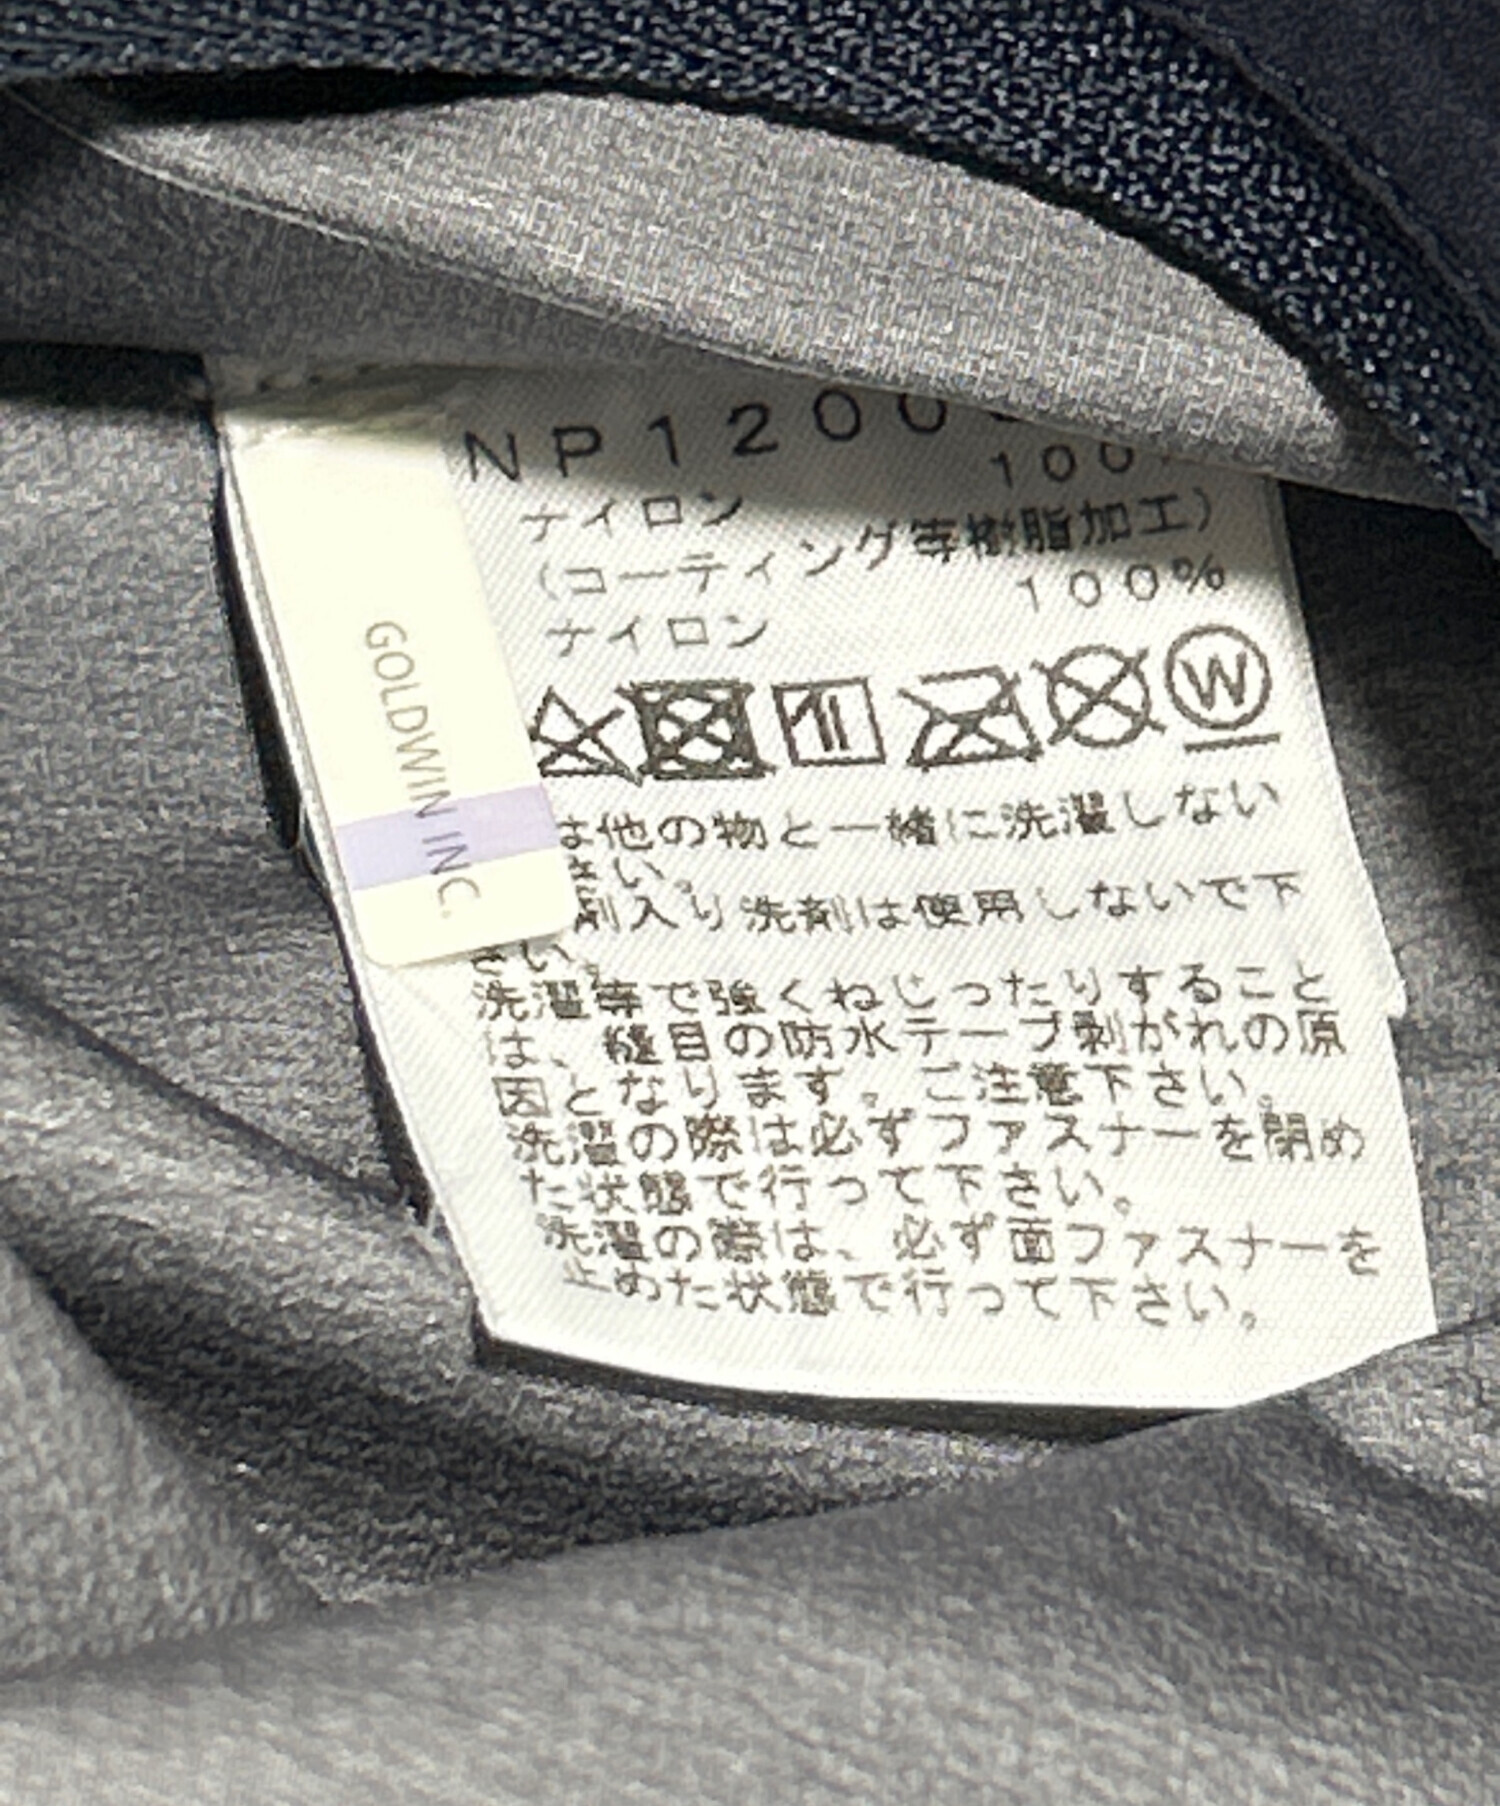 NP1200
100
ナイロン
(コーティング等樹脂加工)
100%
ナイロン
W
GOLDWIN INC.
は他の物と一緒に洗濯しない
さい。
剤入り洗剤は使用しないで下
さい。
洗濯等で強くねじったりすること
は、縫目の防水テープ剥がれの原
因となります。ご注意下さい。
洗濯の際は必ずファスナーを閉め
た状態で行って下さい。
洗濯の際は、必ず面ファスナーを
止めた状態で行って下さい。